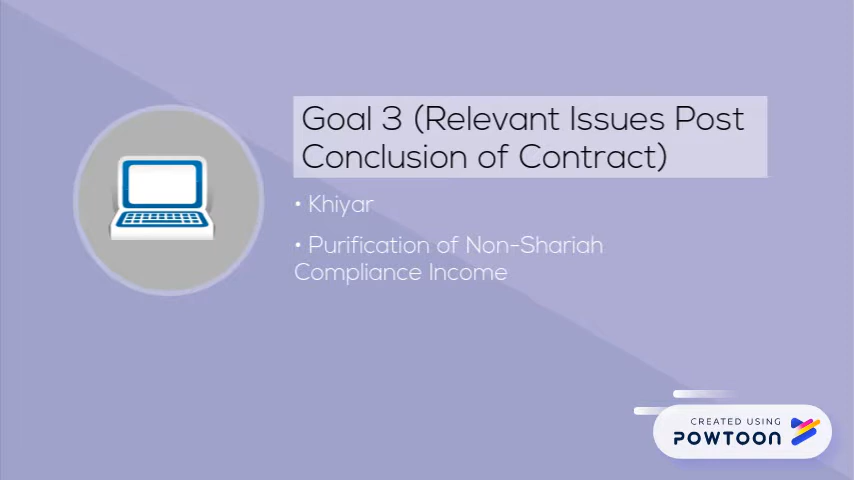 Goal 3 (Relevant Issues Post
Conclusion of Contract)
• Khiyar
• Purification of Non-Shariah
Compliance Income
CREATED USING
POWTOON